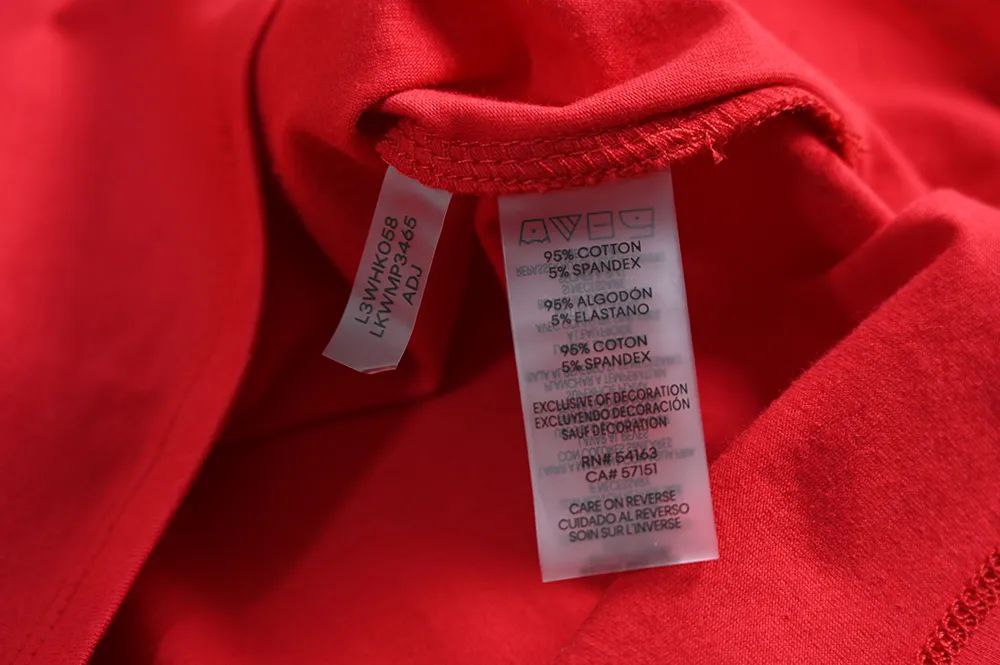 L3WHK058
LKWMP3465
ADJ
95% COTTON
5% SPANDEX
95% ALGODÓN
5% ELASTANO
95% COTON
5% SPANDEX
EXCLUSIVE OF DECORATION
EXCLUYENDO DECORACIÓN
SAUF DECORATION
RN# 54163
CA# 57151
CARE ON REVERSE
CUIDADO AL REVERSO
SOIN SUR L'INVERSE